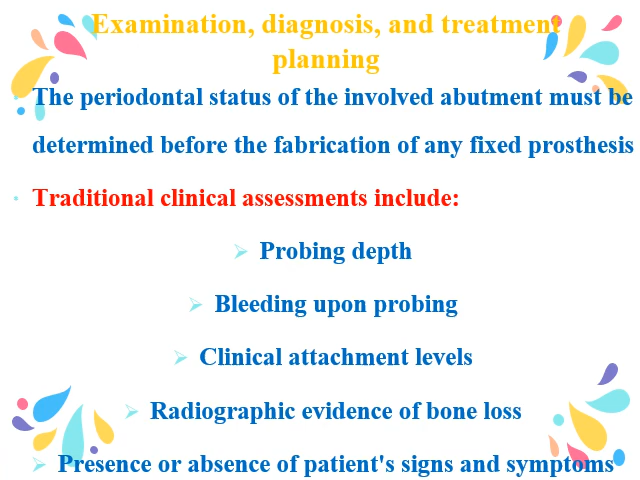 Examination, diagnosis, and treatment
planning
The periodontal status of the involved abutment must be
determined before the fabrication of any fixed prosthesis
Traditional clinical assessments include:
Probing depth
Bleeding upon probing
Clinical attachment levels
Radiographic evidence of bone loss
Presence or absence of patient's signs and symptoms